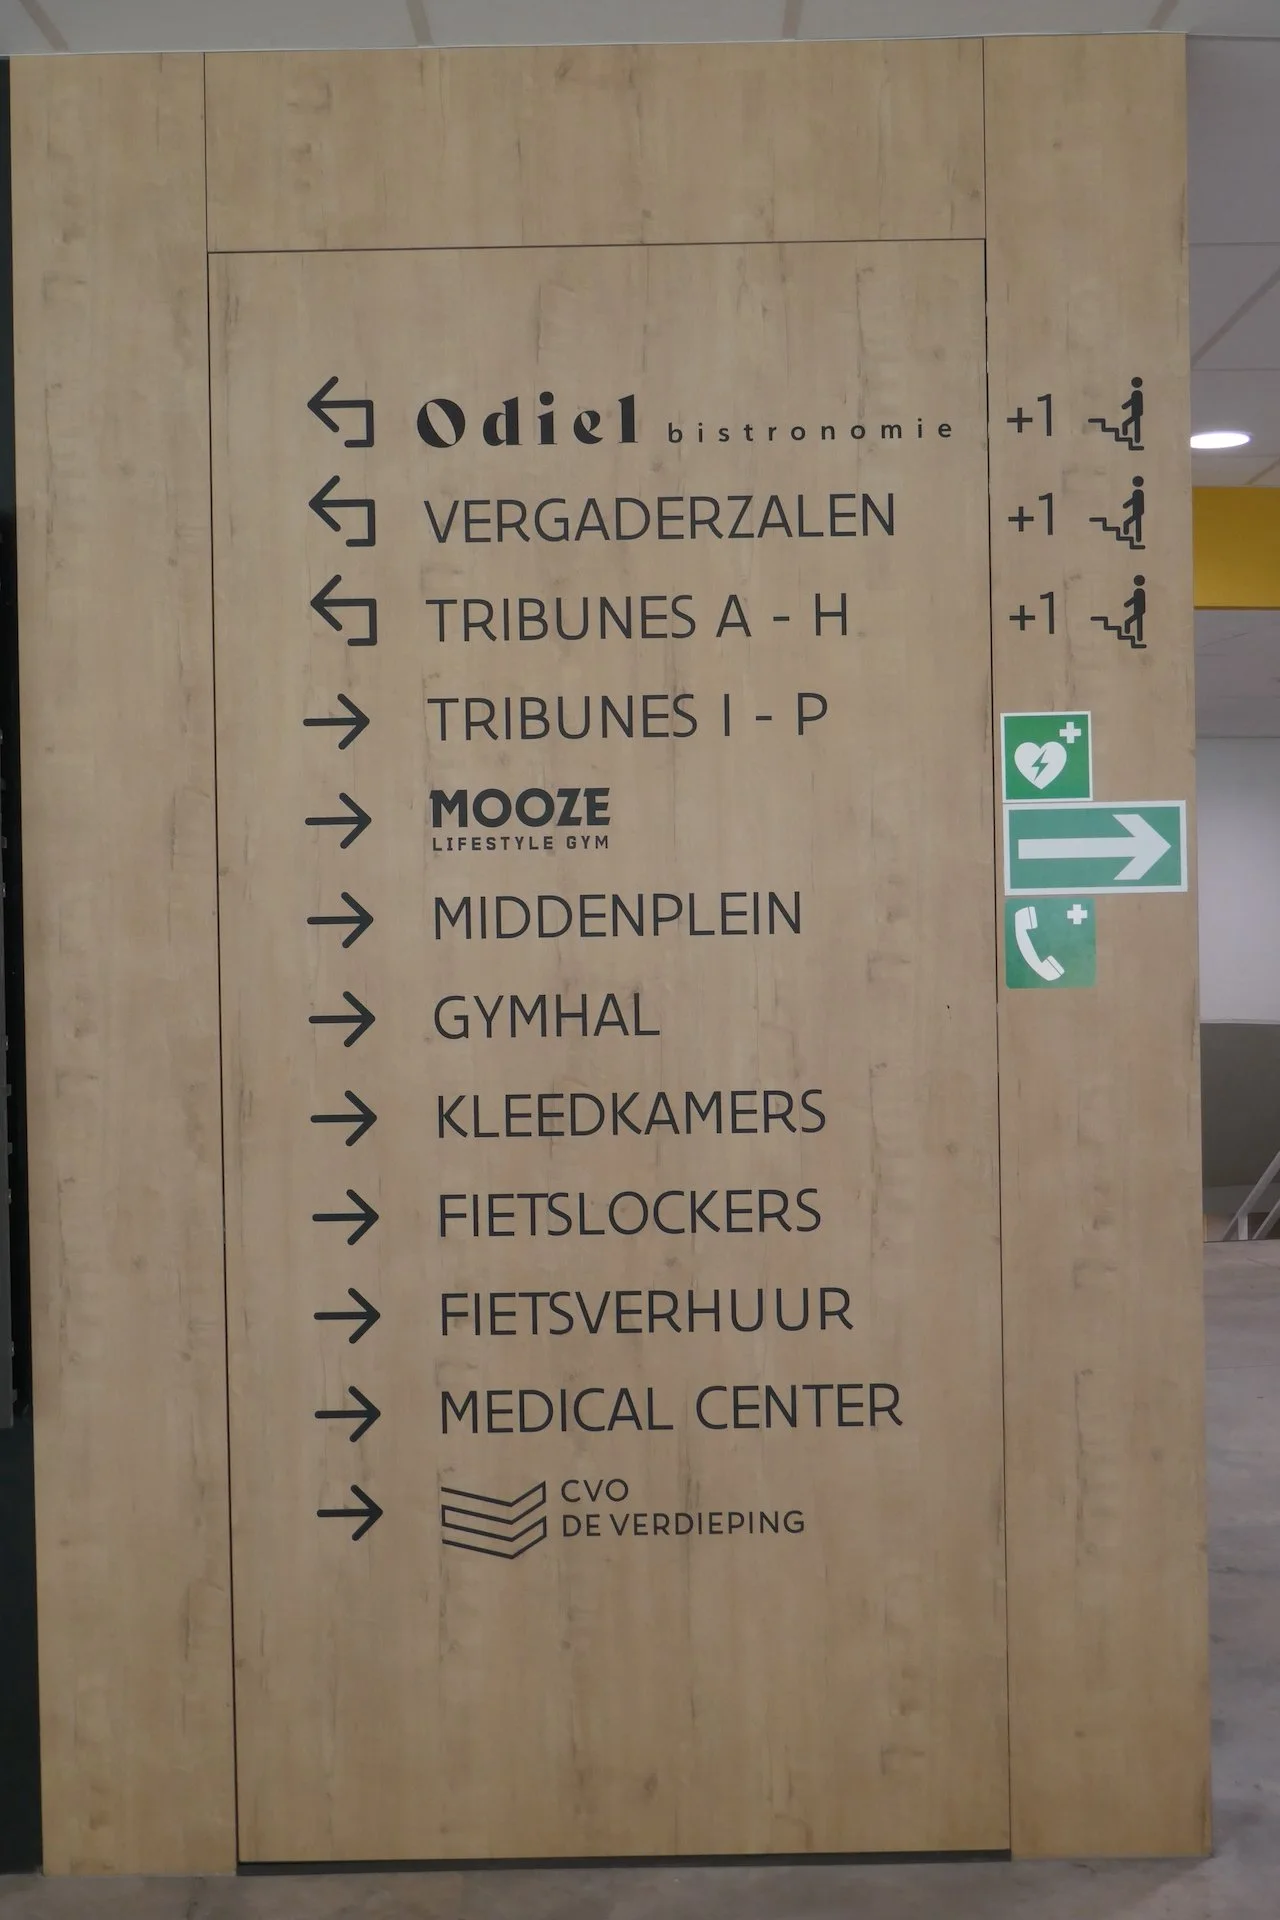 Odiel bistronomie +1
VERGADERZALEN +1
TRIBUNES A - H +1
TRIBUNES I - P
MOOZE
LIFESTYLE GYM
MIDDENPLEIN
GYMHAL
KLEEDKAMERS
FIETSLOCKERS
FIETSVERHUUR
MEDICAL CENTER
CVO
DE VERDIEPING